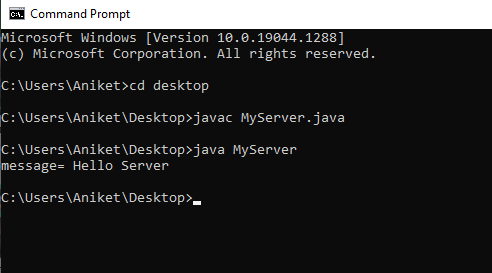 Command Prompt
Microsoft Windows [Version 10.0.19044.1288]
(c) Microsoft Corporation. All rights reserved.
C:\Users\Aniket>cd desktop
C:\Users\Aniket\Desktop>javac MyServer.java
C:\Users\Aniket\Desktop>java MyServer
message= Hello Server
C:\Users\Aniket\Desktop>